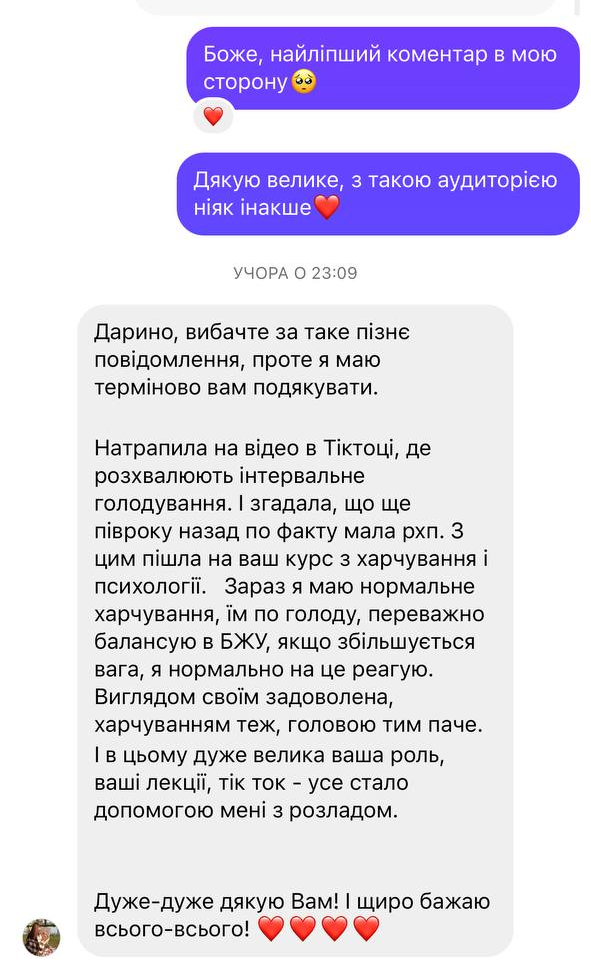 Боже, найліпший коментар в мою
сторону🥺
❤️
Дякую велике, з такою аудиторією
ніяк інакше❤️
УЧОРА О 23:09
Дарино, вибачте за таке пізнє
повідомлення, проте я маю
терміново вам подякувати.
Натрапила на відео в Тіктоці, де
розхвалюють інтервальне
голодування. І згадала, що ще
півроку назад по факту мала рхп. З
цим пішла на ваш курс з харчування і
психології.   Зараз я маю нормальне
харчування, їм по голоду, переважно
балансую в БЖУ, якщо збільшується
вага, я нормально на це реагую.
Виглядом своїм задоволена,
харчуванням теж, головою тим паче.
І в цьому дуже велика ваша роль,
ваші лекції, тік ток - усе стало
допомогою мені з розладом.
Дуже-дуже дякую Вам! І щиро бажаю
всього-всього! ❤️❤️❤️❤️